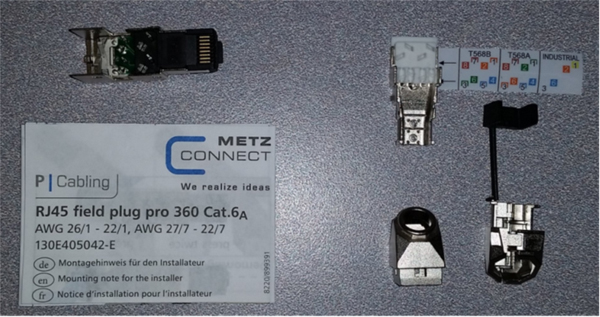 METZ
CONNECT
We realize ideas
P | Cabling
RJ45 field plug pro 360 Cat.6A
AWG 26/1 - 22/1, AWG 27/7 - 22/7
130E405042-E
de Montagehinweis für den Installateur
en Mounting note for the installer
fr Notice d'installation pour l'installateur
T568B T568A INDUSTRIAL